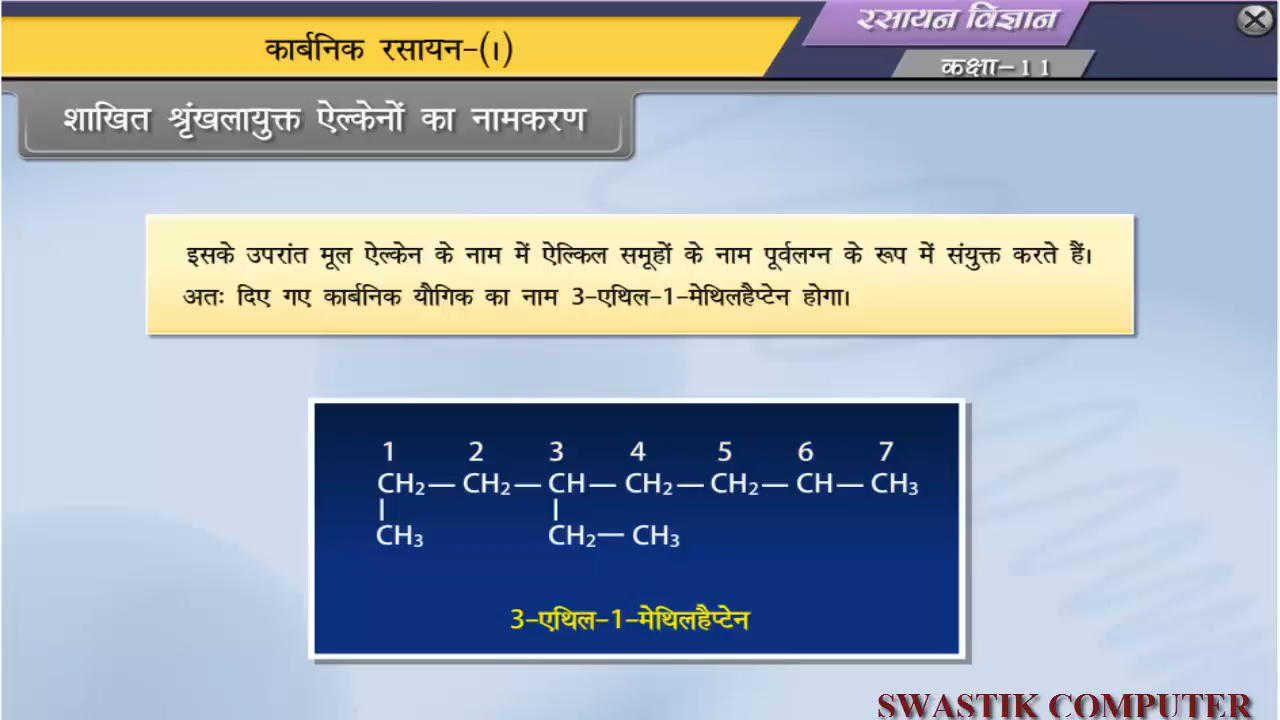 रसायन विज्ञान
कार्बनिक रसायन-(I)
कक्षा-11
शाखित श्रृंखलायुक्त ऐल्केनों का नामकरण
इसके उपरांत मूल ऐल्केन के नाम में ऐल्किल समूहों के नाम पूर्वलग्न के रूप में संयुक्त करते हैं।
अतः दिए गए कार्बनिक यौगिक का नाम 3-एथिल-1-मेथिलहैप्टेन होगा।
1 2 3 4 5 6 7
CH₂— CH₂— CH— CH₂— CH₂— CH— CH₃
CH₃ CH₂— CH₃
3-एथिल-1-मेथिलहैप्टेन
SWASTIK COMPUTER